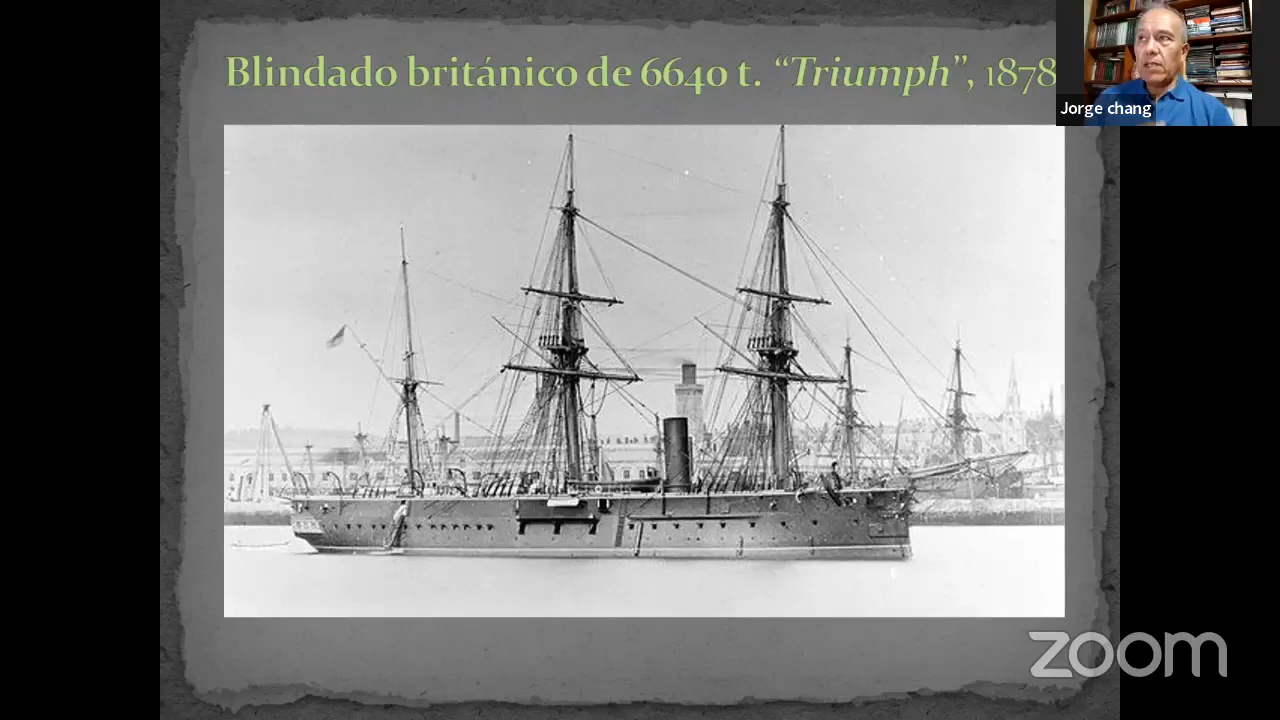 Blindado británico de 6640 t. “Triumph”, 1878
Jorge chang
zoom